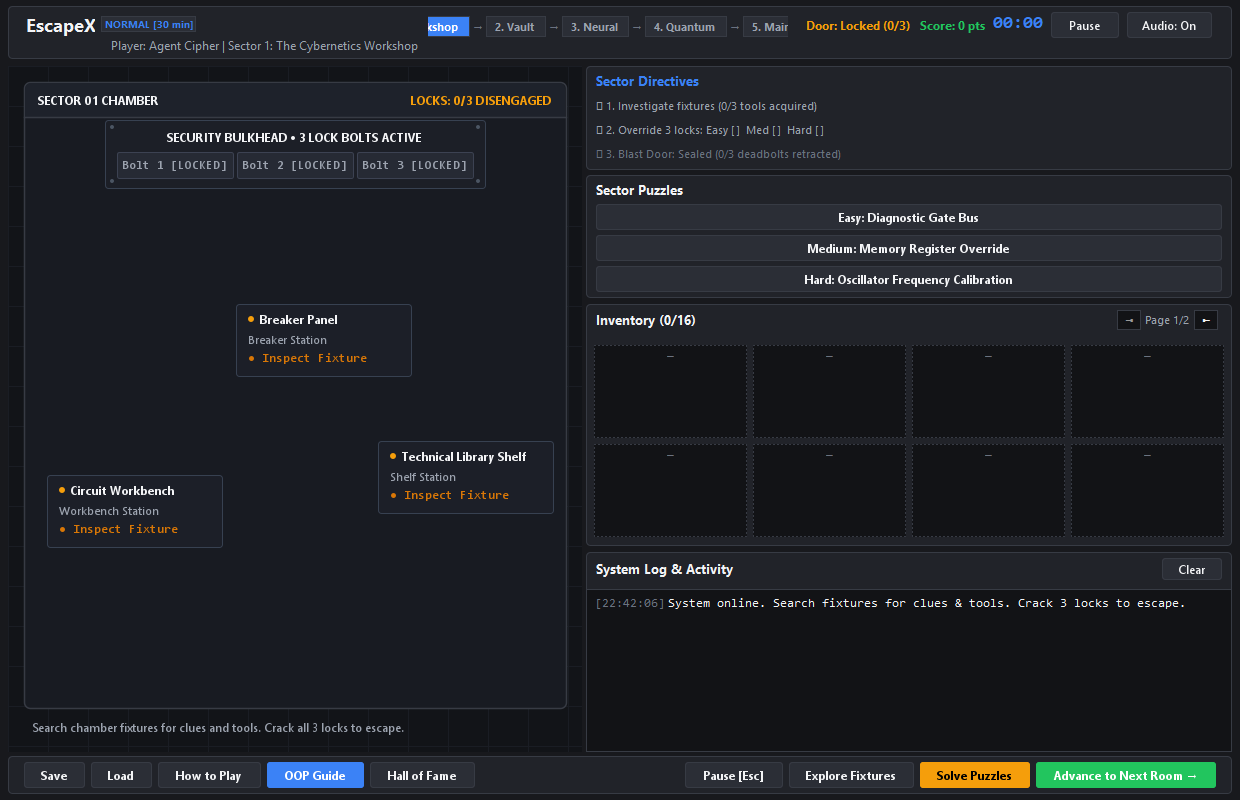 EscapeX NORMAL [30 min]
Player: Agent Cipher | Sector 1: The Cybernetics Workshop
kshop → 2. Vault → 3. Neural → 4. Quantum → 5. Mair
Door: Locked (0/3) Score: 0 pts 00:00 Pause Audio: On
SECTOR 01 CHAMBER LOCKS: 0/3 DISENGAGED
SECURITY BULKHEAD • 3 LOCK BOLTS ACTIVE
Bolt 1 [LOCKED] Bolt 2 [LOCKED] Bolt 3 [LOCKED]
• Breaker Panel
Breaker Station
• Inspect Fixture
• Technical Library Shelf
Shelf Station
• Inspect Fixture
• Circuit Workbench
Workbench Station
• Inspect Fixture
Search chamber fixtures for clues and tools. Crack all 3 locks to escape.
Sector Directives
▯ 1. Investigate fixtures (0/3 tools acquired)
▯ 2. Override 3 locks: Easy [] Med [] Hard []
▯ 3. Blast Door: Sealed (0/3 deadbolts retracted)
Sector Puzzles
Easy: Diagnostic Gate Bus
Medium: Memory Register Override
Hard: Oscillator Frequency Calibration
Inventory (0/16) → Page 1/2 ←
— — — —
— — — —
System Log & Activity Clear
[22:42:06] System online. Search fixtures for clues & tools. Crack 3 locks to escape.
Save Load How to Play OOP Guide Hall of Fame Pause [Esc] Explore Fixtures Solve Puzzles Advance to Next Room →